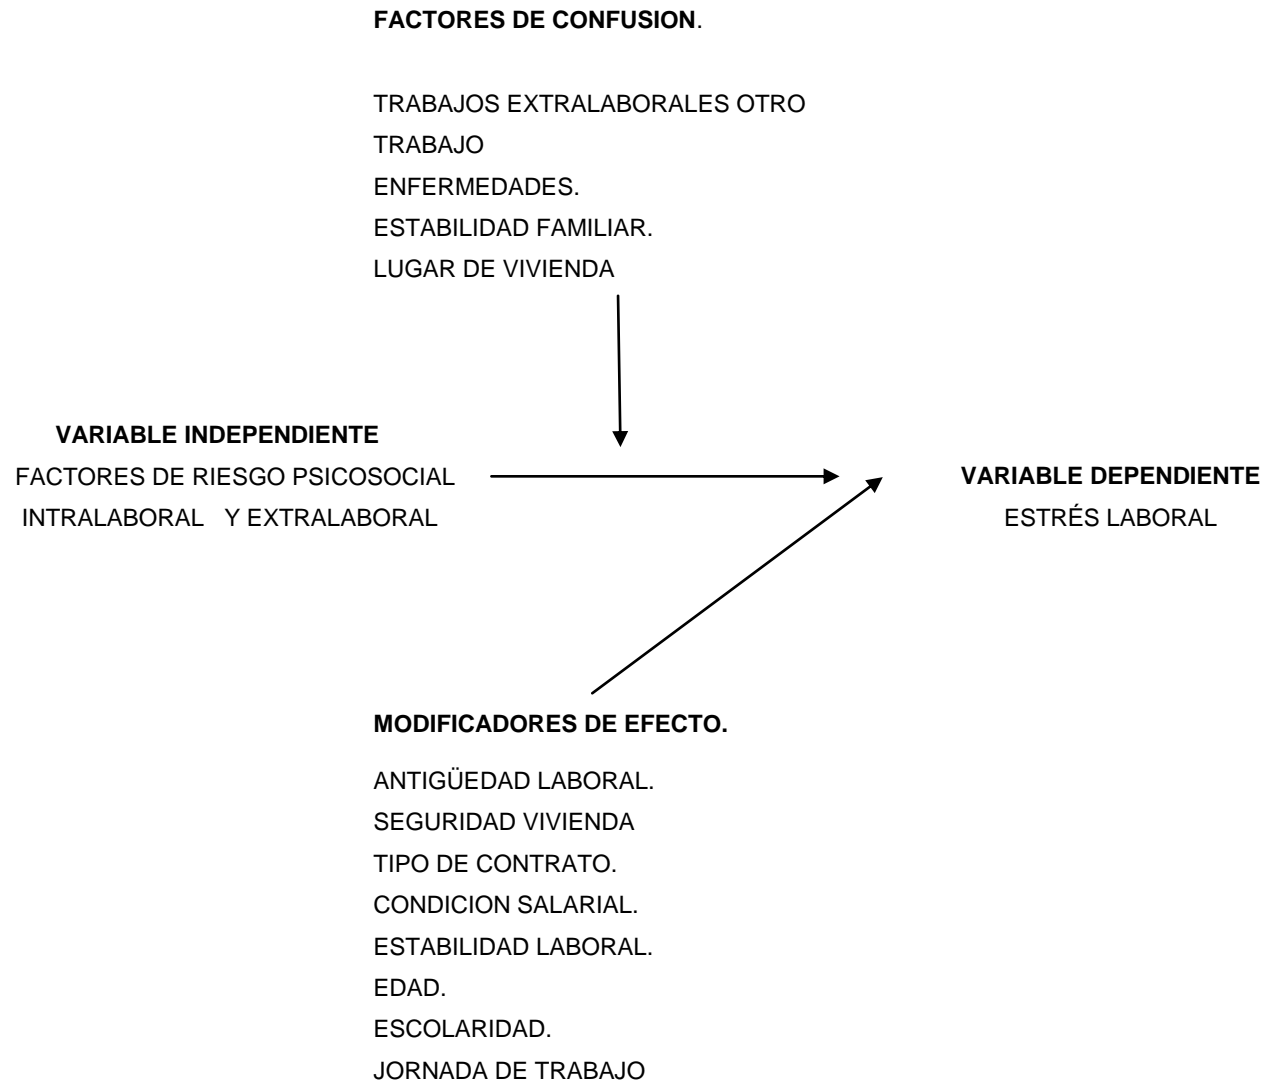 FACTORES DE CONFUSION.
TRABAJOS EXTRALABORALES OTRO
TRABAJO
ENFERMEDADES.
ESTABILIDAD FAMILIAR.
LUGAR DE VIVIENDA
VARIABLE INDEPENDIENTE
FACTORES DE RIESGO PSICOSOCIAL
INTRALABORAL Y EXTRALABORAL
VARIABLE DEPENDIENTE
ESTRÉS LABORAL
MODIFICADORES DE EFECTO.
ANTIGÜEDAD LABORAL.
SEGURIDAD VIVIENDA
TIPO DE CONTRATO.
CONDICION SALARIAL.
ESTABILIDAD LABORAL.
EDAD.
ESCOLARIDAD.
JORNADA DE TRABAJO